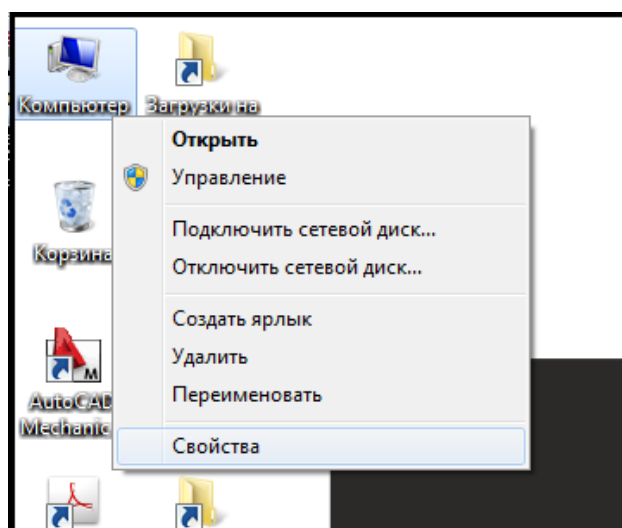 Компьютер
Загрузки на
Открыть
Управление
Корзина
Подключить сетевой диск...
Отключить сетевой диск...
Создать ярлык
Удалить
AutoCAD
Mechanic
Переименовать
Свойства